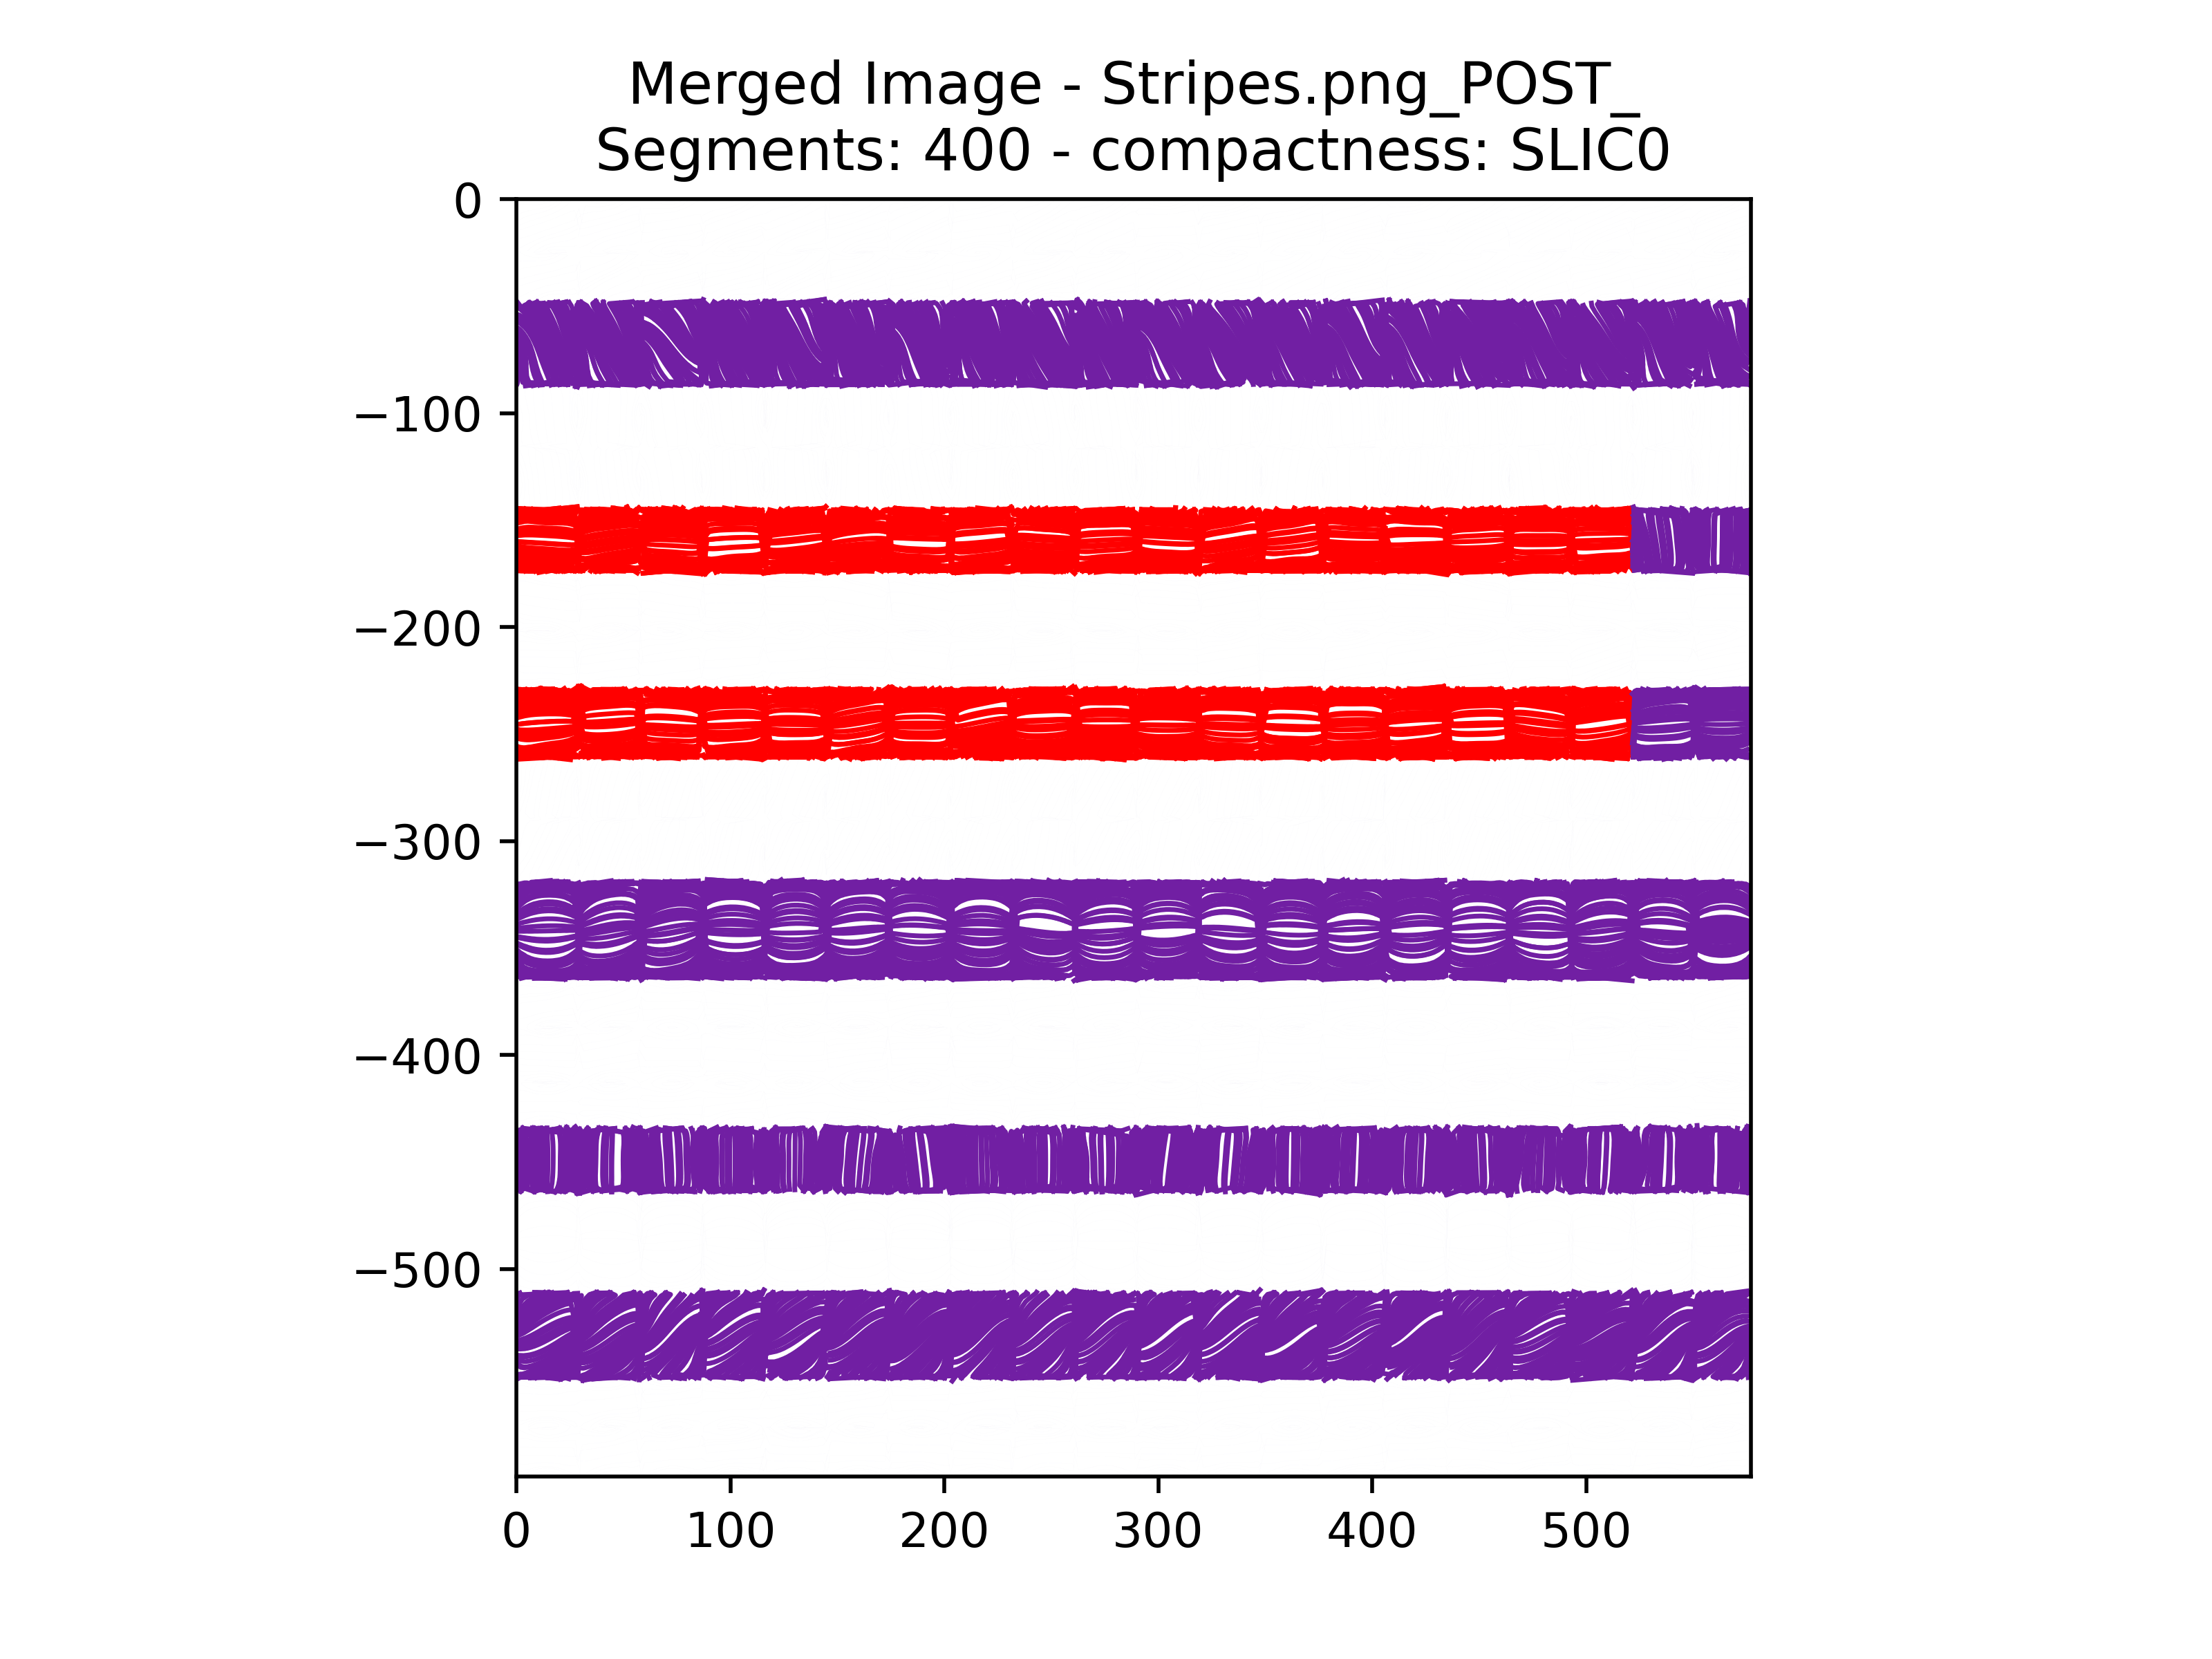 Merged Image - Stripes.png_POST_
Segments: 400 - compactness: SLIC0
0
−100
−200
−300
−400
−500
0 100 200 300 400 500